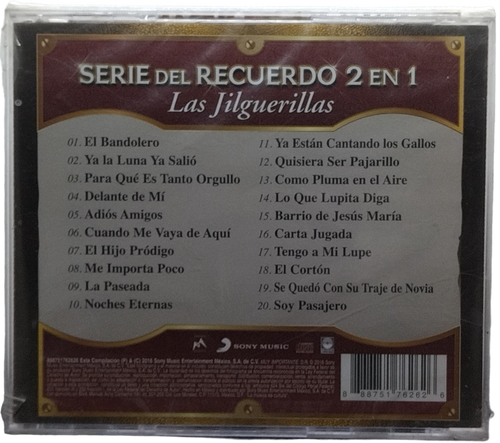 SERIE DEL RECUERDO 2 EN 1
Las Jilguerillas
01. El Bandolero
02. Ya la Luna Ya Salió
03. Para Qué Es Tanto Orgullo
04. Delante de Mí
05. Adiós Amigos
06. Cuando Me Vaya de Aquí
07. El Hijo Pródigo
08. Me Importa Poco
09. La Paseada
10. Noches Eternas
11. Ya Están Cantando los Gallos
12. Quisiera Ser Pajarillo
13. Como Pluma en el Aire
14. Lo Que Lupita Diga
15. Barrio de Jesús María
16. Carta Jugada
17. Tengo a Mi Lupe
18. El Cortón
19. Se Quedó Con Su Traje de Novia
20. Soy Pasajero
SONY MUSIC
8 88751 76262 6